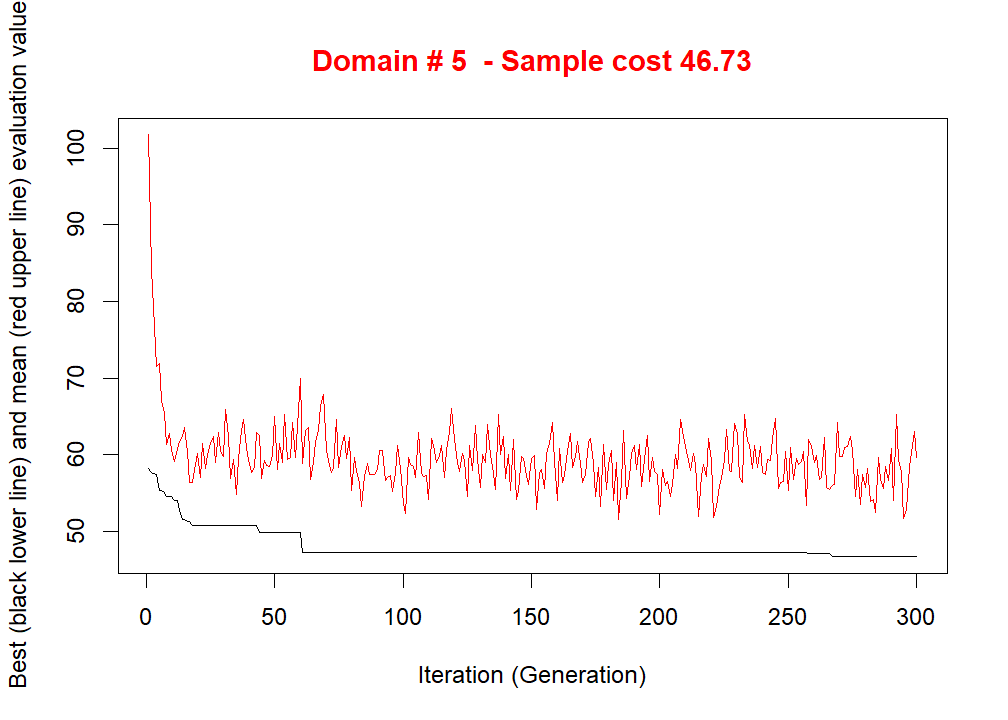 Domain # 5  - Sample cost 46.73
Best (black lower line) and mean (red upper line) evaluation value
100
90
80
70
60
50
0 50 100 150 200 250 300
Iteration (Generation)